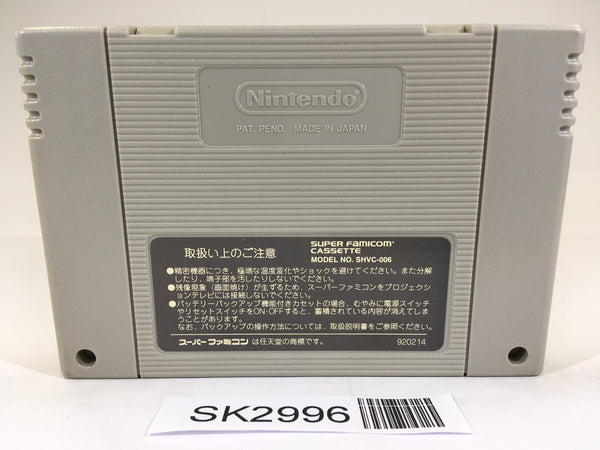 Nintendo
PAT. PEND. MADE IN JAPAN
取扱い上のご注意
SUPER FAMICOM
CASSETTE
MODEL NO. SHVC-006
●精密機器につき、極端な温度変化やショックを避けてください。また分解
したり、端子部を汚したりしないでください。
●残像現象（画面焼け）が生ずるため、スーパーファミコンをプロジェク
ションテレビには接続しないでください。
●バッテリーバックアップ機能付きカセットの場合、むやみに電源スイッチ
やリセットスイッチをON・OFFすると、蓄積されている内容が消えてしま
うことがあります。
なお、バックアップの操作方法については、取扱説明書をご参照ください。
スーパーファミコン は任天堂の商標です。
920214
SK2996